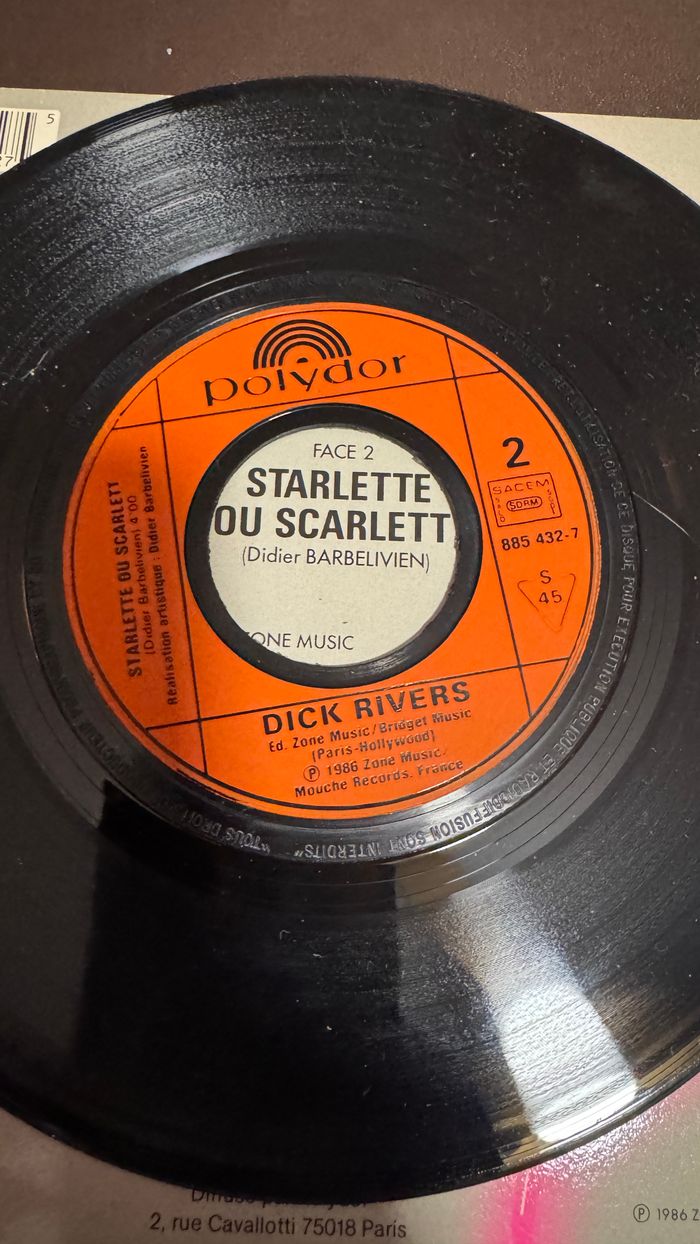 5
polydor
FACE 2
STARLETTE
OU SCARLETT
(Didier BARBELIVIEN)
ONE MUSIC
2
SACEM
SDRM
885 432-7
S
45
STARLETTE OU SCARLETT
(Didier Barbelivien) 4'00
Réalisation artistique : Didier Barbelivien
DICK RIVERS
Ed. Zone Music/Bridget Music
(Paris-Hollywood)
℗ 1986 Zone Music/
Mouche Records. France
DE CE DISQUE POUR EXECUTION PUBLIQUE ET RADIODIFFUSION SONT INTERDITS"
"TOUS DROITS
2, rue Cavallotti 75018 Paris
℗ 1986 Z